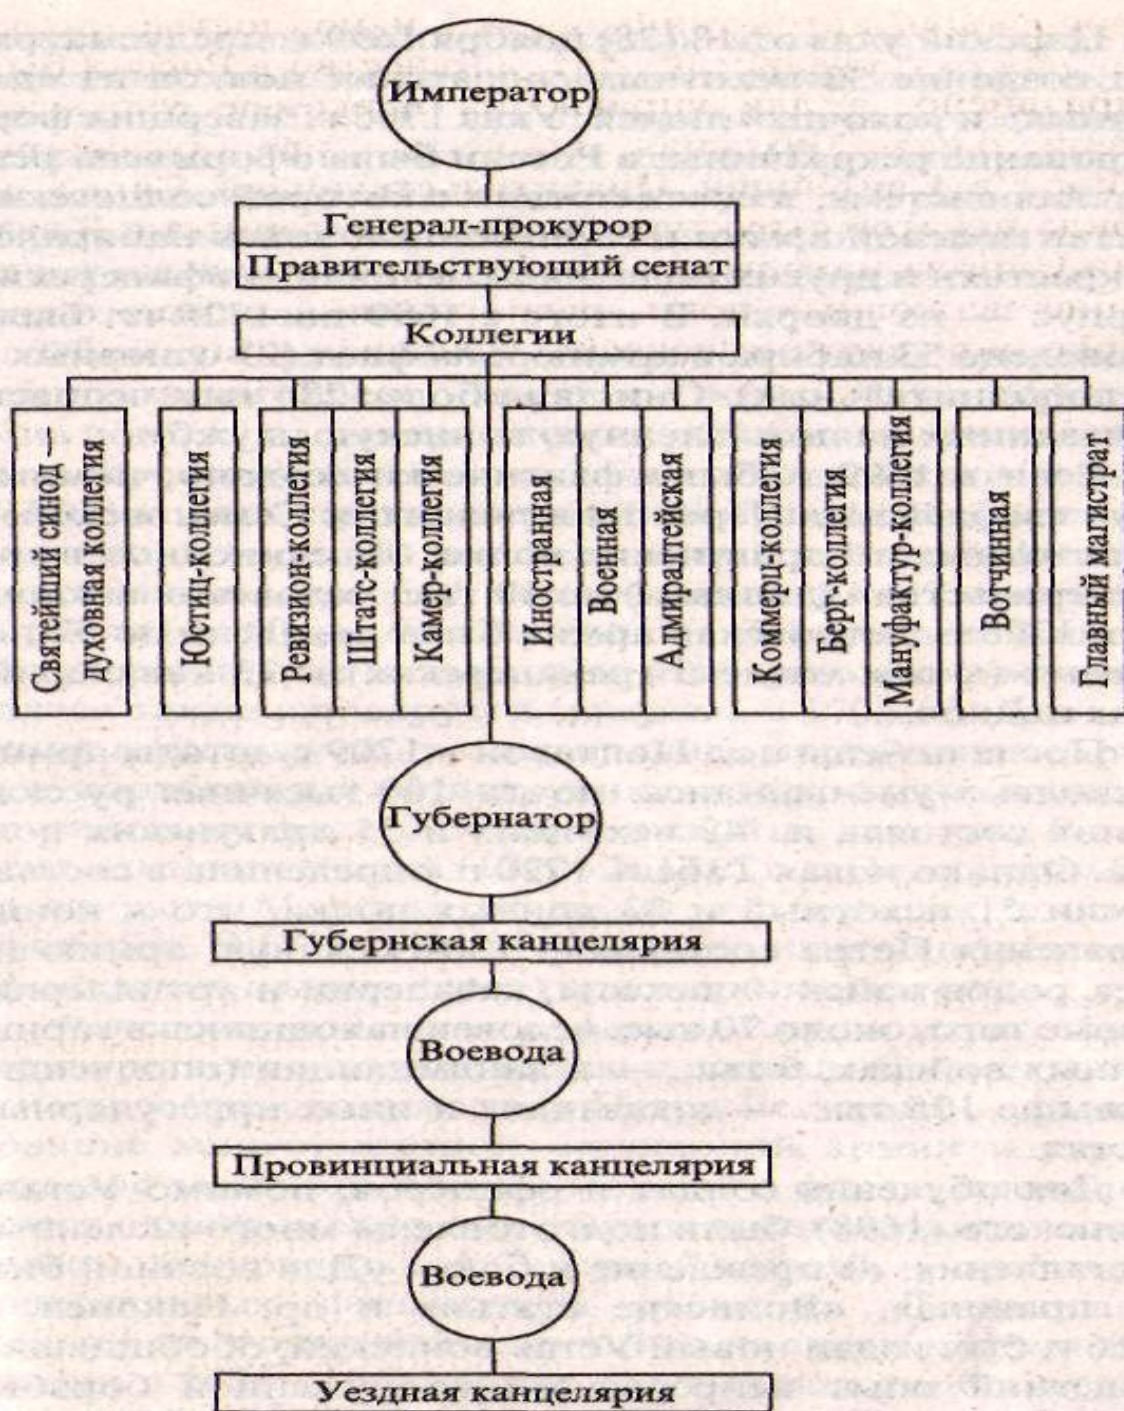 Император
Генерал-прокурор
Правительствующий сенат
Коллегии
Святейший синод —
духовная коллегия
Юстиц-коллегия
Ревизион-коллегия
Штатс-коллегия
Камер-коллегия
Иностранная
Военная
Адмиралтейская
Коммерц-коллегия
Берг-коллегия
Мануфактур-коллегия
Вотчинная
Главный магистрат
Губернатор
Губернская канцелярия
Воевода
Провинциальная канцелярия
Воевода
Уездная канцелярия